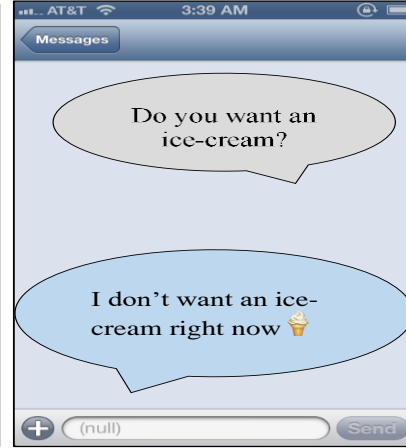 AT&T 3:39 AM
Messages
Do you want an
ice-cream?
I don’t want an ice-
cream right now 🍦
(null)
Send